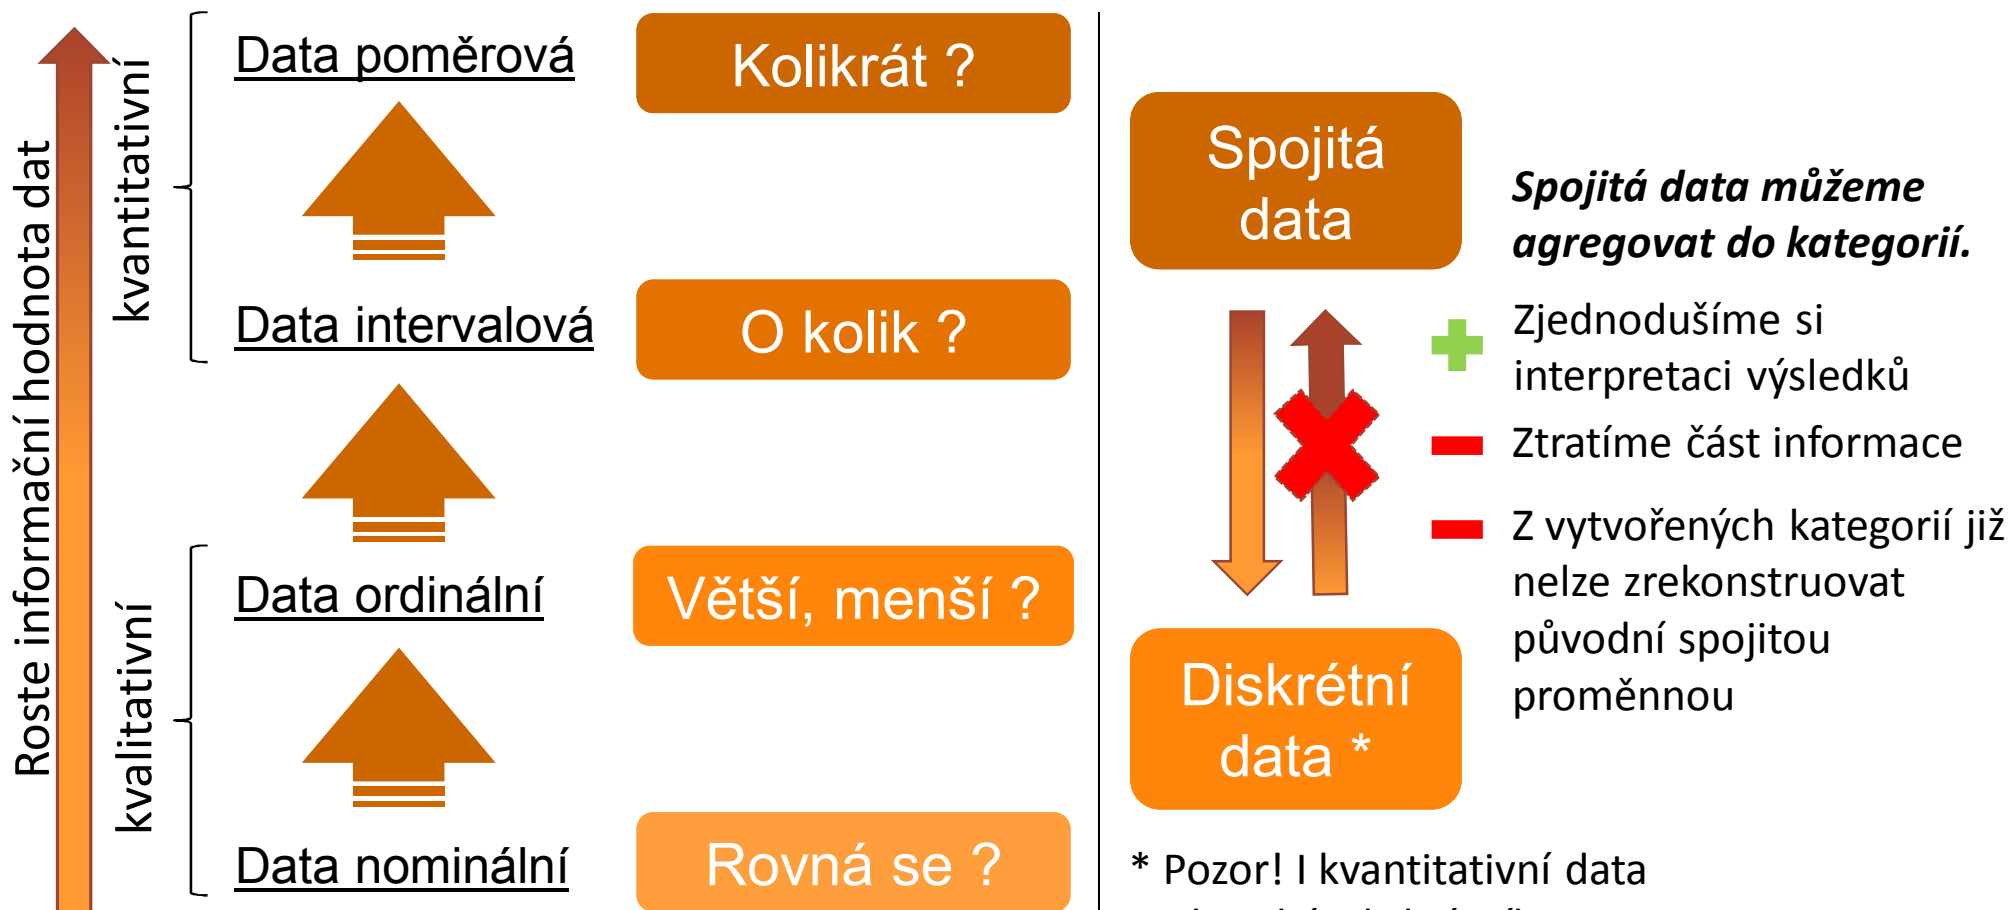 Roste informační hodnota dat
kvantitativní
kvalitativní
Data poměrová
Kolikrát ?
Data intervalová
O kolik ?
Data ordinální
Větší, menší ?
Data nominální
Rovná se ?
Spojitá
data
Diskrétní
data *
Spojitá data můžeme
agregovat do kategorií.
Zjednodušíme si
interpretaci výsledků
Ztratíme část informace
Z vytvořených kategorií již
nelze zrekonstruovat
původní spojitou
proměnnou
* Pozor! I kvantitativní data